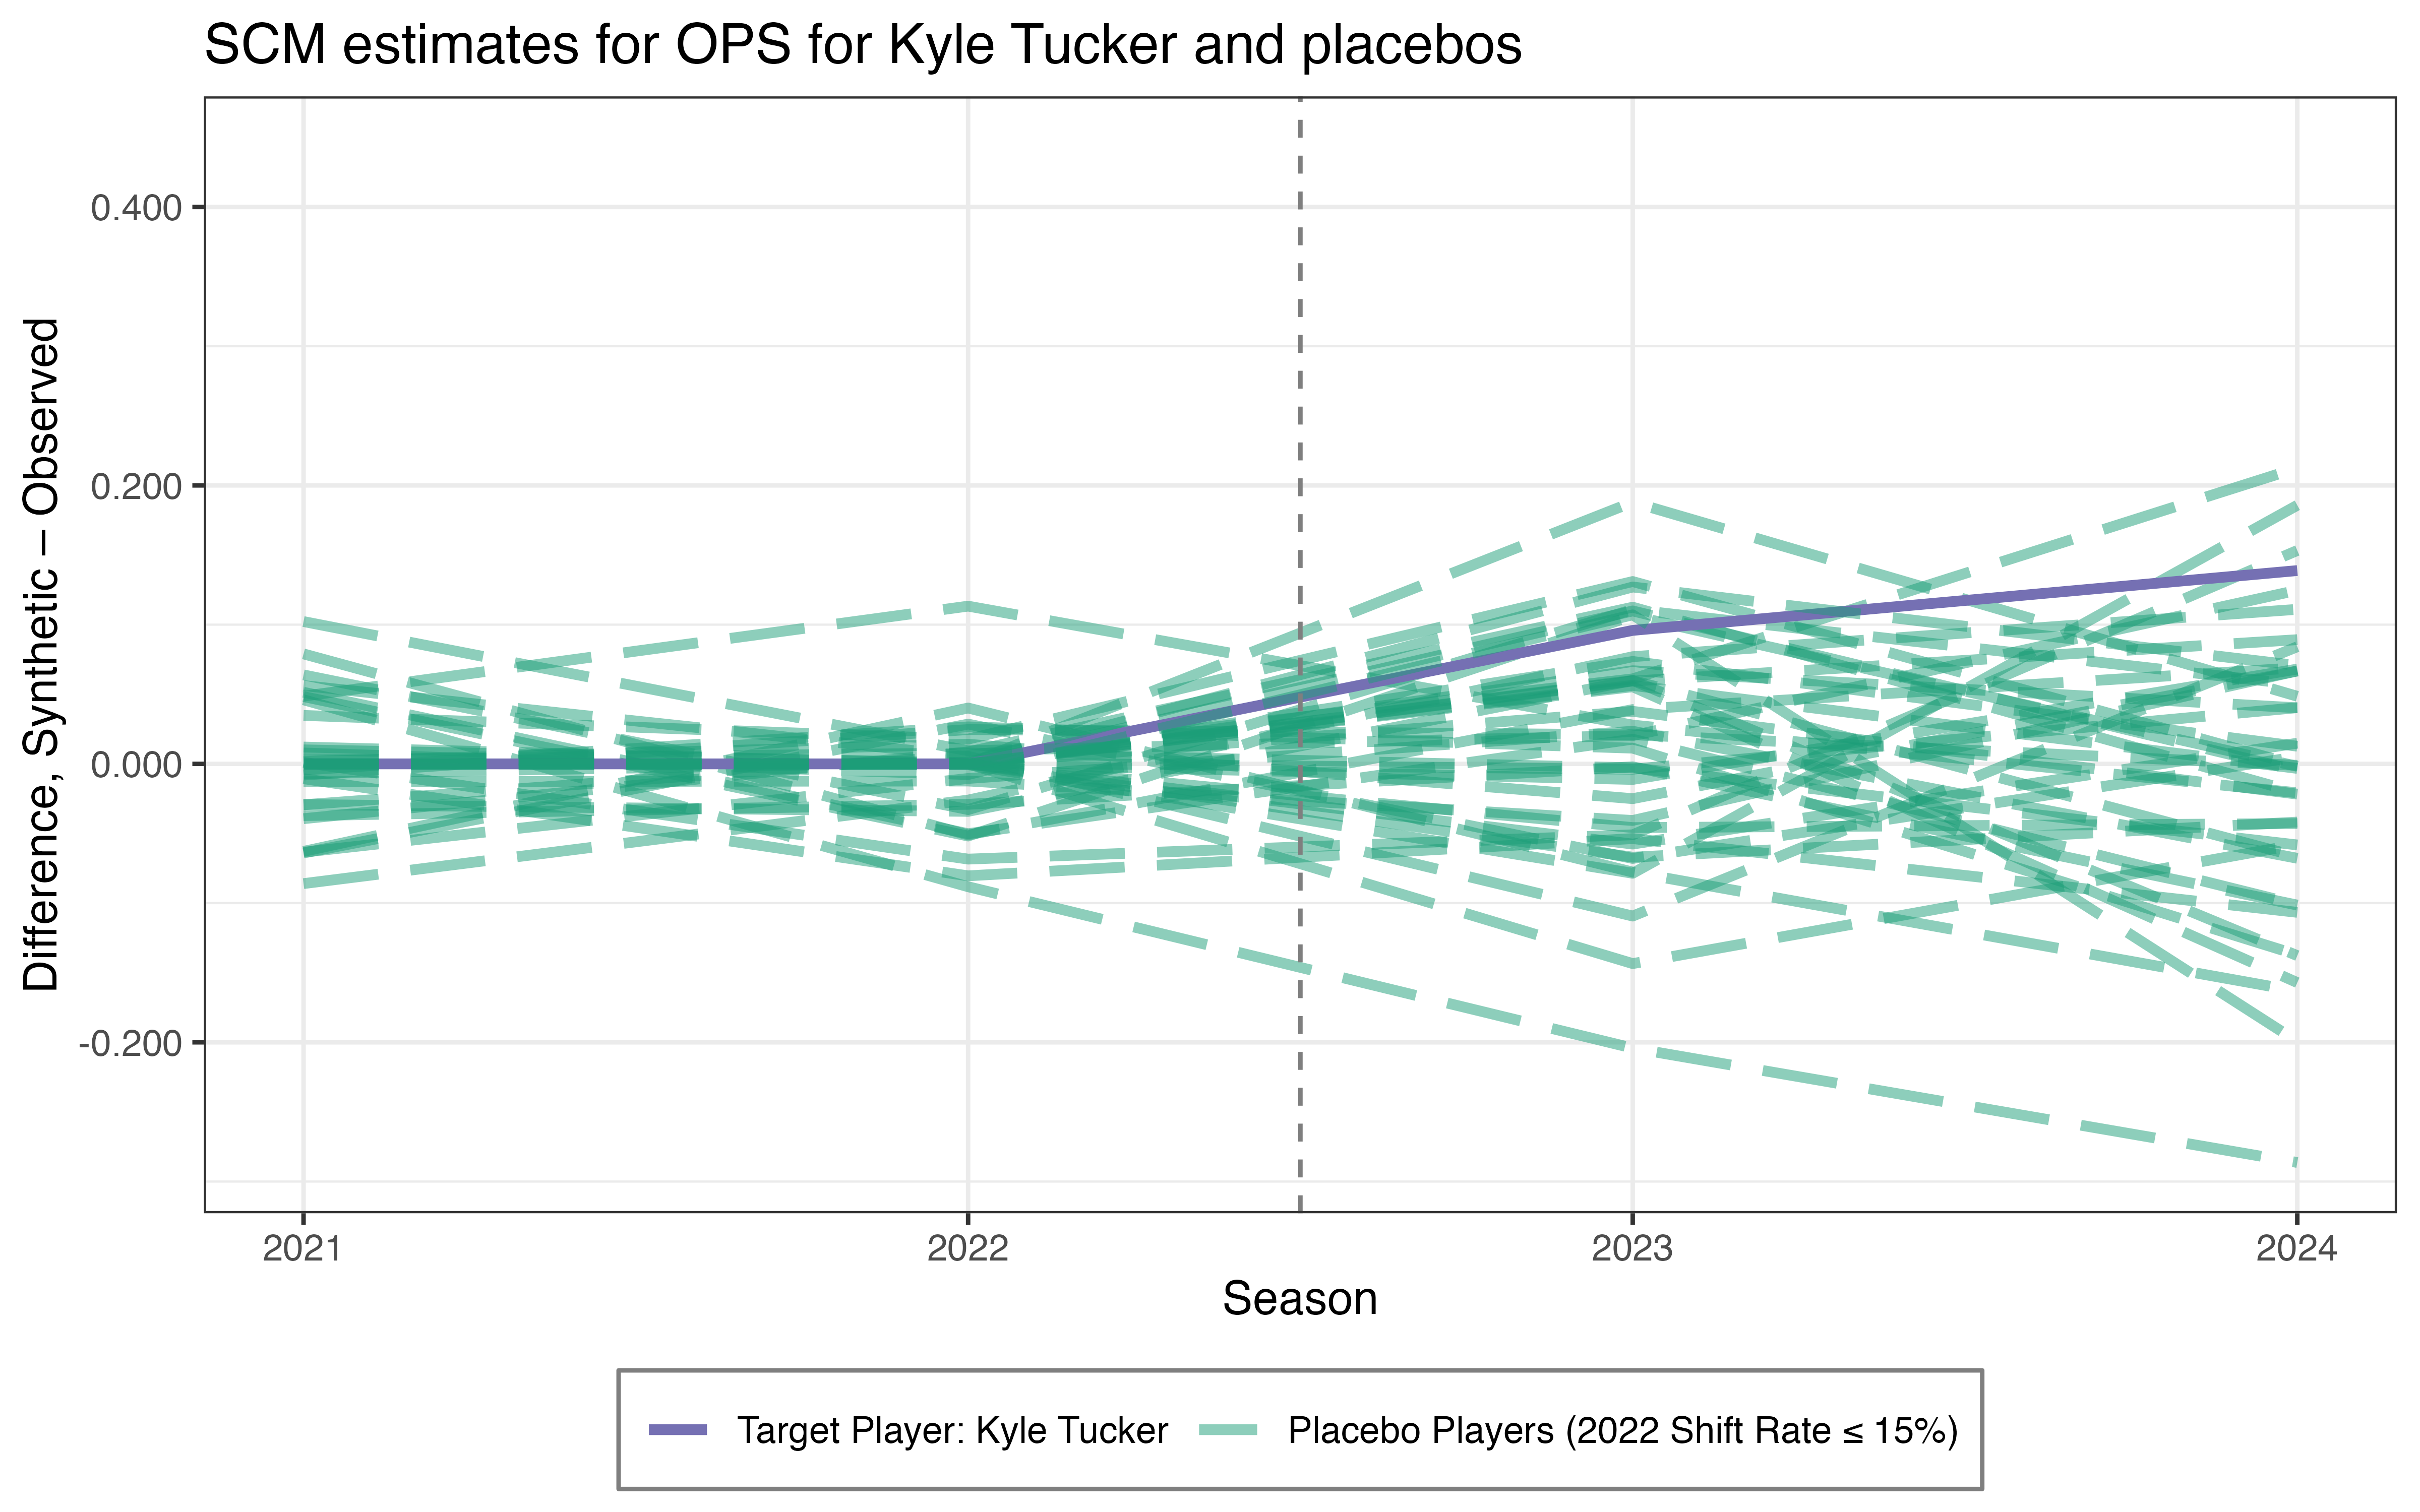 SCM estimates for OPS for Kyle Tucker and placebos
Difference, Synthetic − Observed
0.400
0.200
0.000
-0.200
2021
2022
2023
2024
Season
Target Player: Kyle Tucker
Placebo Players (2022 Shift Rate ≤ 15%)